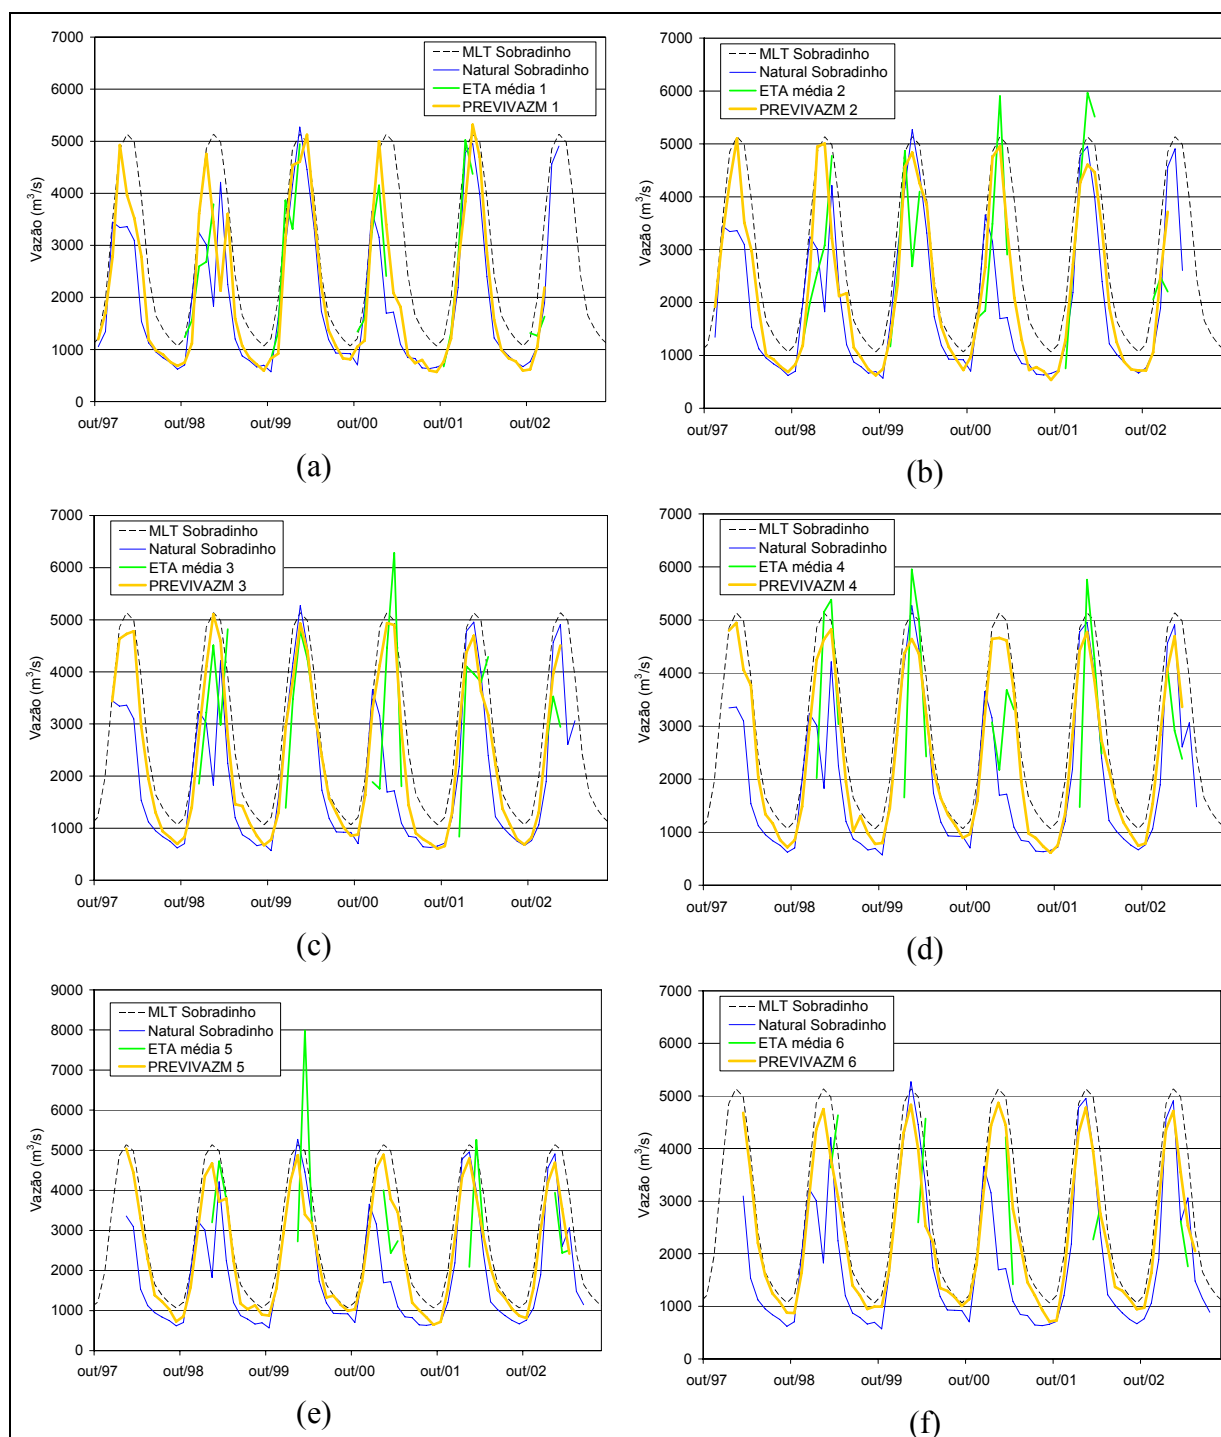 7000
6000
5000
4000
3000
2000
1000
0
Vazão (m³/s)
MLT Sobradinho
Natural Sobradinho
ETA média 1
PREVIVAZM 1
out/97 out/98 out/99 out/00 out/01 out/02
(a)
7000
6000
5000
4000
3000
2000
1000
0
Vazão (m³/s)
MLT Sobradinho
Natural Sobradinho
ETA média 2
PREVIVAZM 2
out/97 out/98 out/99 out/00 out/01 out/02
(b)
7000
6000
5000
4000
3000
2000
1000
0
Vazão (m³/s)
MLT Sobradinho
Natural Sobradinho
ETA média 3
PREVIVAZM 3
out/97 out/98 out/99 out/00 out/01 out/02
(c)
7000
6000
5000
4000
3000
2000
1000
0
Vazão (m³/s)
MLT Sobradinho
Natural Sobradinho
ETA média 4
PREVIVAZM 4
out/97 out/98 out/99 out/00 out/01 out/02
(d)
9000
8000
7000
6000
5000
4000
3000
2000
1000
0
Vazão (m³/s)
MLT Sobradinho
Natural Sobradinho
ETA média 5
PREVIVAZM 5
out/97 out/98 out/99 out/00 out/01 out/02
(e)
7000
6000
5000
4000
3000
2000
1000
0
Vazão (m³/s)
MLT Sobradinho
Natural Sobradinho
ETA média 6
PREVIVAZM 6
out/97 out/98 out/99 out/00 out/01 out/02
(f)